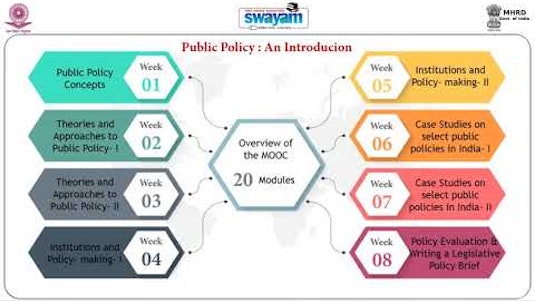 swayam
MHRD
Govt. of India
Public Policy : An Introducion
Public Policy
Concepts
Week
01
Theories and
Approaches to
Public Policy- I
Week
02
Theories and
Approaches to
Public Policy- II
Week
03
Institutions and
Policy- making- I
Week
04
Overview of
the MOOC
20 Modules
Week
05
Institutions and
Policy- making- II
Week
06
Case Studies on
select public
policies in India- I
Week
07
Case Studies on
select public
policies in India- II
Week
08
Policy Evaluation &
Writing a Legislative
Policy Brief